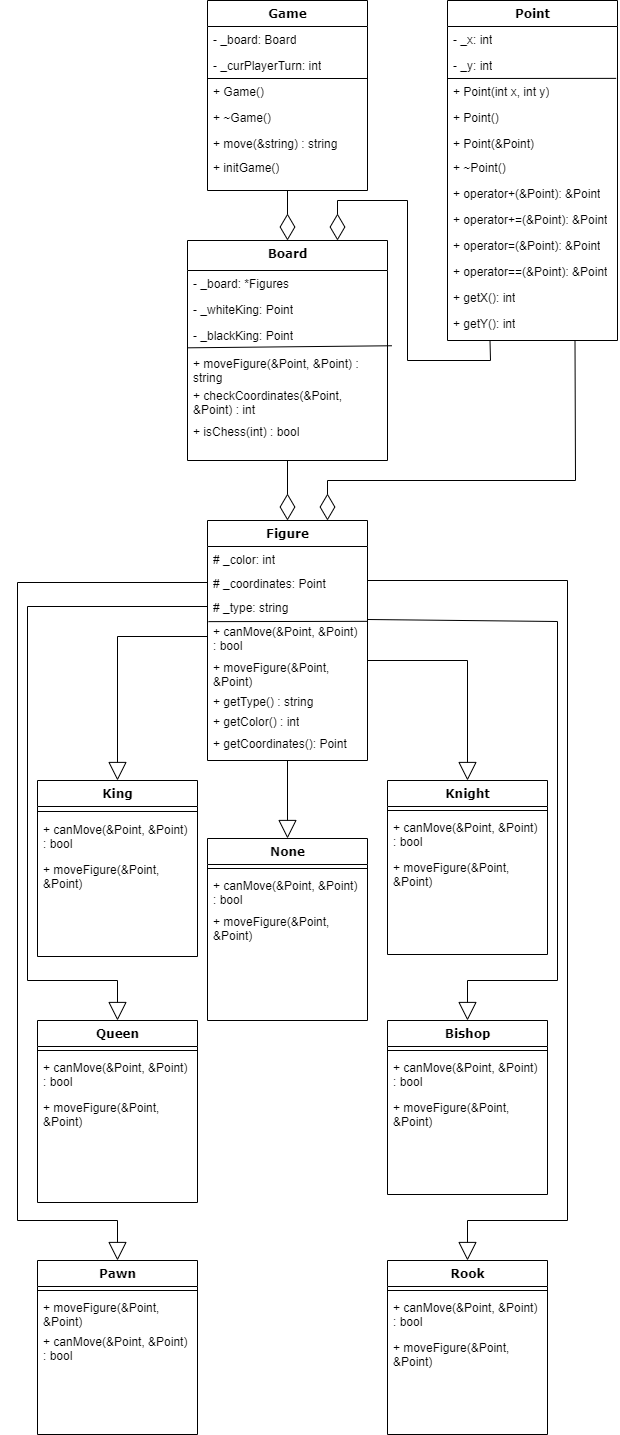 Game
- _board: Board
- _curPlayerTurn: int
+ Game()
+ ~Game()
+ move(&string) : string
+ initGame()
Point
- _x: int
- _y: int
+ Point(int x, int y)
+ Point()
+ Point(&Point)
+ ~Point()
+ operator+(&Point): &Point
+ operator+=(&Point): &Point
+ operator=(&Point): &Point
+ operator==(&Point): &Point
+ getX(): int
+ getY(): int
Board
- _board: *Figures
- _whiteKing: Point
- _blackKing: Point
+ moveFigure(&Point, &Point) :
string
+ checkCoordinates(&Point,
&Point) : int
+ isChess(int) : bool
Figure
# _color: int
# _coordinates: Point
# _type: string
+ canMove(&Point, &Point)
: bool
+ moveFigure(&Point,
&Point)
+ getType() : string
+ getColor() : int
+ getCoordinates(): Point
King
+ canMove(&Point, &Point)
: bool
+ moveFigure(&Point,
&Point)
None
+ canMove(&Point, &Point)
: bool
+ moveFigure(&Point,
&Point)
Knight
+ canMove(&Point, &Point)
: bool
+ moveFigure(&Point,
&Point)
Queen
+ canMove(&Point, &Point)
: bool
+ moveFigure(&Point,
&Point)
Bishop
+ canMove(&Point, &Point)
: bool
+ moveFigure(&Point,
&Point)
Pawn
+ moveFigure(&Point,
&Point)
+ canMove(&Point, &Point)
: bool
Rook
+ canMove(&Point, &Point)
: bool
+ moveFigure(&Point,
&Point)